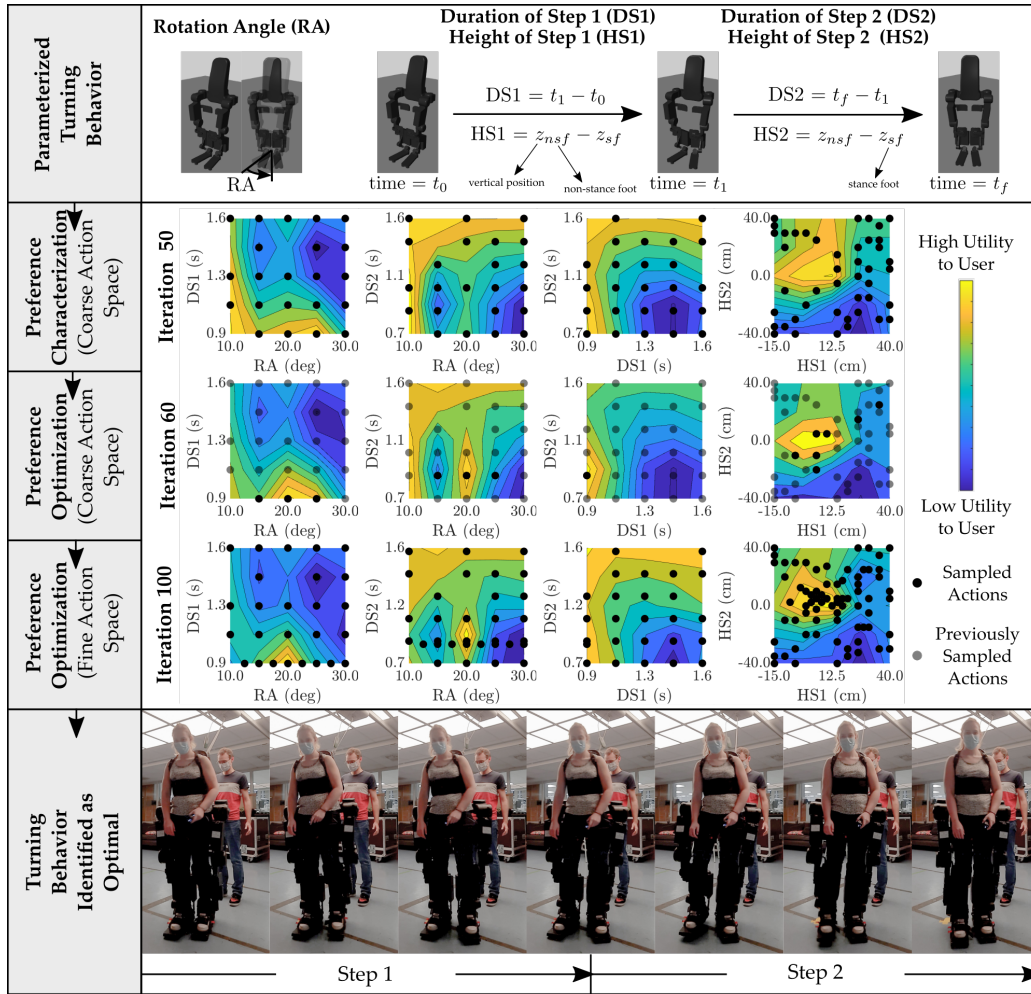 Parameterized
Turning
Behavior
Rotation Angle (RA)
RA
Duration of Step 1 (DS1)
Height of Step 1 (HS1)
Duration of Step 2 (DS2)
Height of Step 2 (HS2)
DS1 = t₁ − t₀
HS1 = z_nsf − z_sf
vertical position
non-stance foot
DS2 = t_f − t₁
HS2 = z_nsf − z_sf
stance foot
time = t₀
time = t₁
time = t_f
Preference
Characterization
(Coarse Action
Space)
Iteration 50
DS1 (s)
1.6
1.3
0.9
10.0 20.0 30.0
RA (deg)
DS2 (s)
1.6
1.1
0.7
10.0 20.0 30.0
RA (deg)
DS2 (s)
1.6
1.1
0.7
0.9 1.3 1.6
DS1 (s)
HS2 (cm)
40.0
0.0
-40.0
-15.0 12.5 40.0
HS1 (cm)
Preference
Optimization
(Coarse Action
Space)
Iteration 60
DS1 (s)
1.6
1.3
0.9
10.0 20.0 30.0
RA (deg)
DS2 (s)
1.6
1.1
0.7
10.0 20.0 30.0
RA (deg)
DS2 (s)
1.6
1.1
0.7
0.9 1.3 1.6
DS1 (s)
HS2 (cm)
40.0
0.0
-40.0
-15.0 12.5 40.0
HS1 (cm)
Preference
Optimization
(Fine Action
Space)
Iteration 100
DS1 (s)
1.6
1.3
0.9
10.0 20.0 30.0
RA (deg)
DS2 (s)
1.6
1.2
0.7
10.0 20.0 30.0
RA (deg)
DS2 (s)
1.6
1.2
0.7
0.9 1.3 1.6
DS1 (s)
HS2 (cm)
40.0
0.0
-40.0
-15.0 12.5 40.0
HS1 (cm)
High Utility
to User
Low Utility
to User
Sampled
Actions
Previously
Sampled
Actions
Turning
Behavior
Identified as
Optimal
Step 1
Step 2